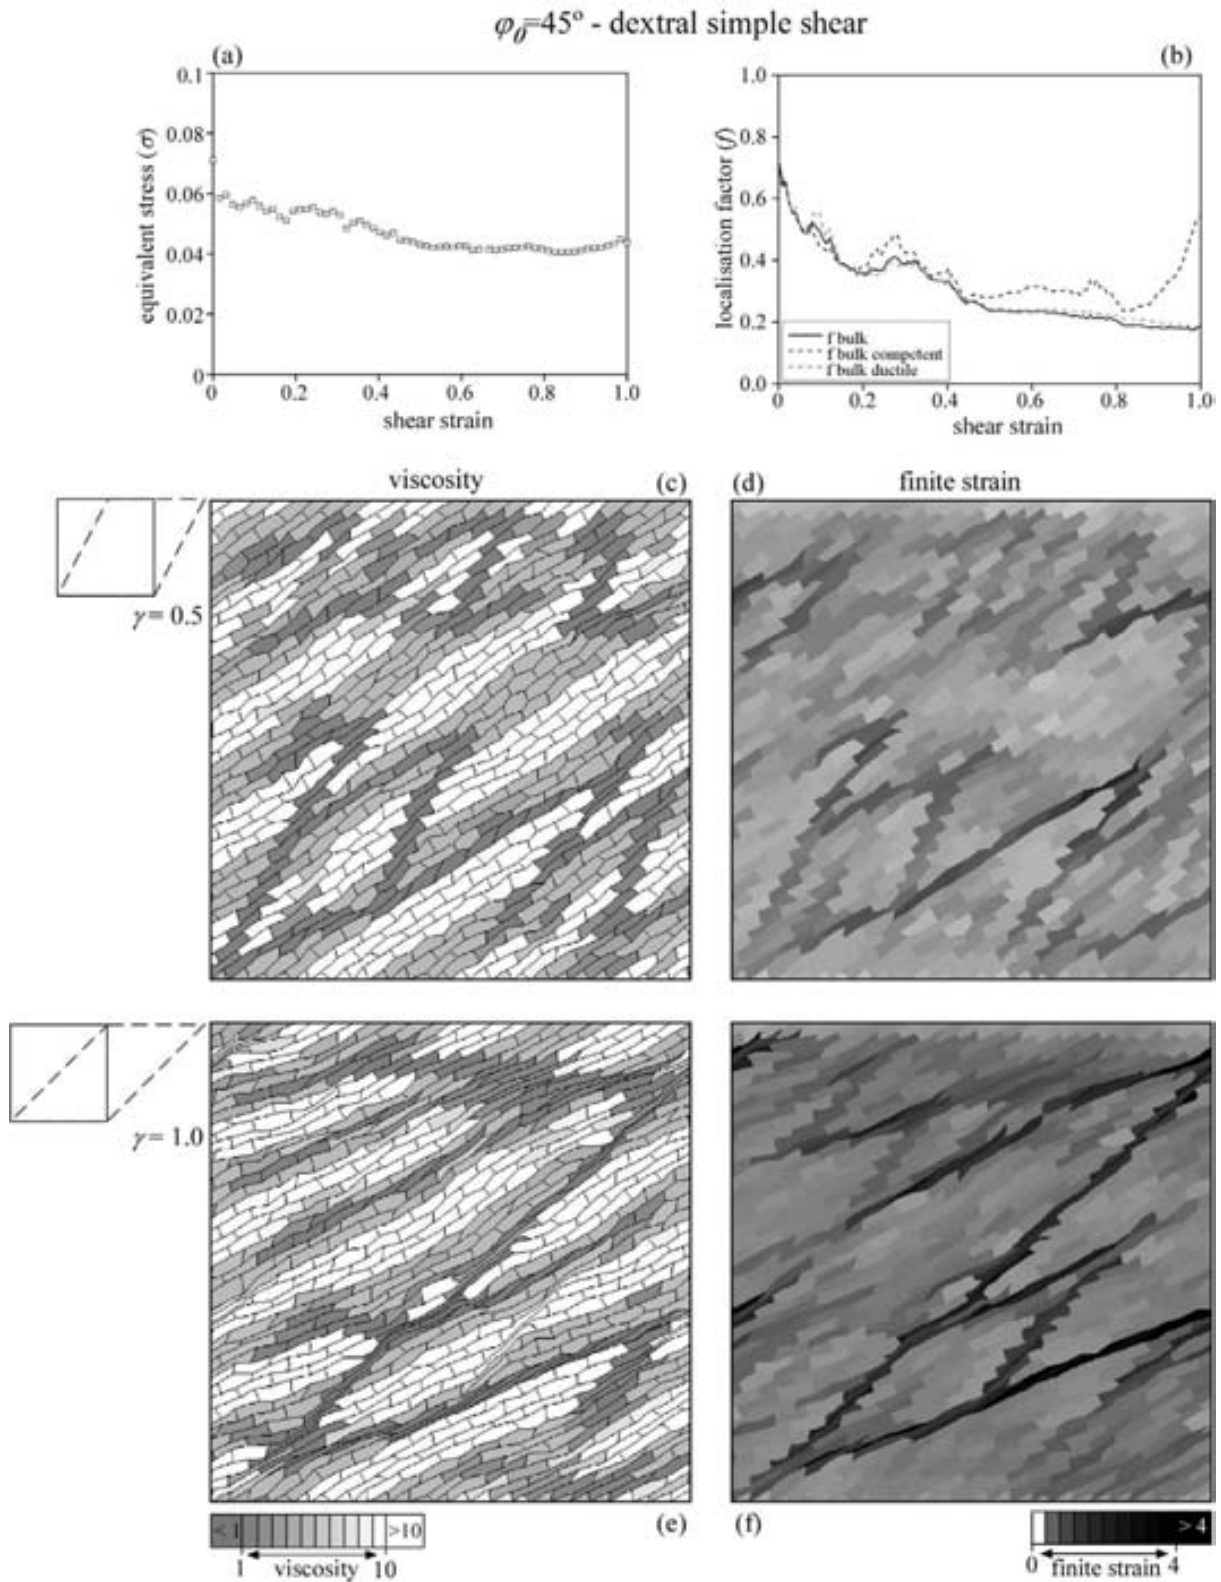 φ0=45° - dextral simple shear
(a)
0.1
0.08
0.06
0.04
0.02
0
0
0.2
0.4
0.6
0.8
1.0
equivalent stress (σ)
shear strain
(b)
1.0
0.8
0.6
0.4
0.2
0.0
0
0.2
0.4
0.6
0.8
1.0
localisation factor (f)
shear strain
f bulk
f bulk competent
f bulk ductile
viscosity
(c)
(d)
finite strain
γ = 0.5
γ = 1.0
(e)
(f)
<1
>10
1
viscosity
10
>4
0
finite strain
4